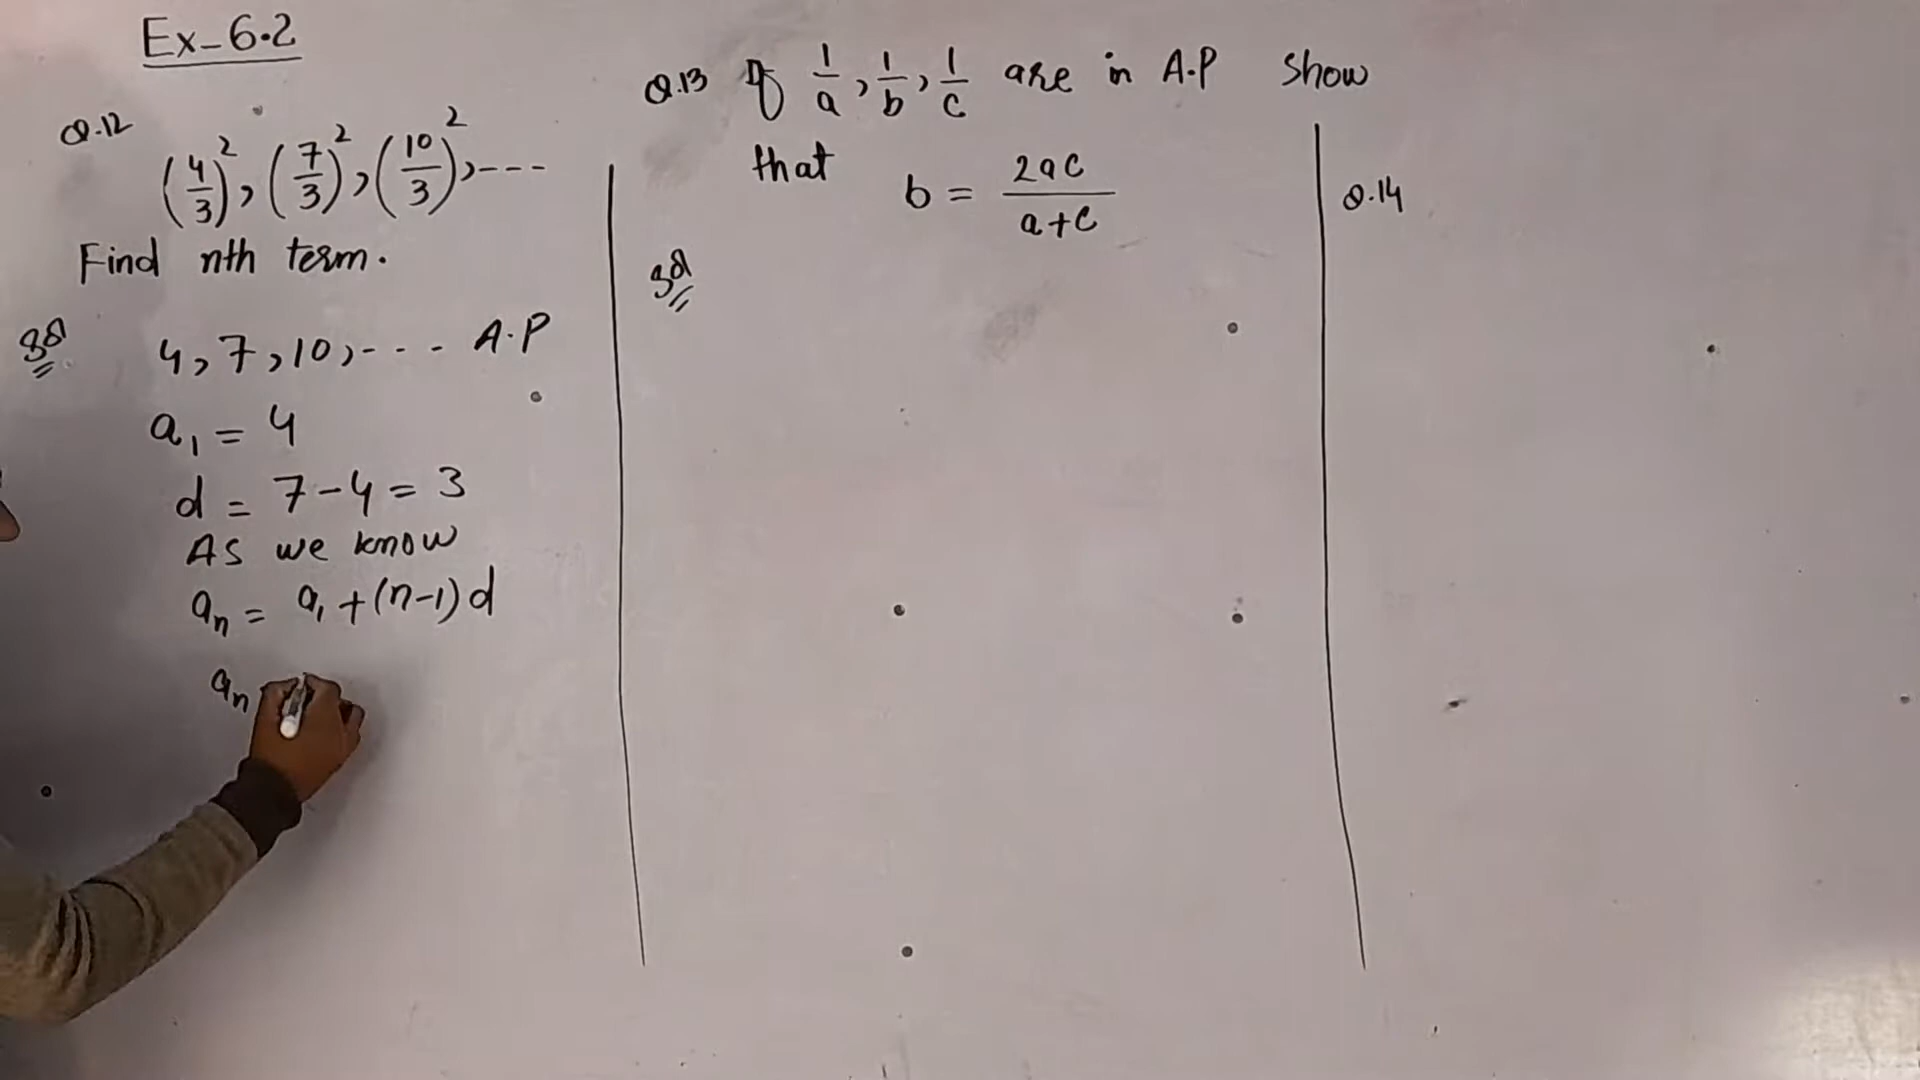 Ex-6.2
Q.12
(4/3)², (7/3)², (10/3)², ----
Find nth term.
Sol
4, 7, 10, --- A.P
a₁ = 4
d = 7-4 = 3
As we know
aₙ = a₁ + (n-1)d
aₙ
Q.13 If 1/a, 1/b, 1/c are in A.P Show
that b = 2ac/a+c
Sol
Q.14